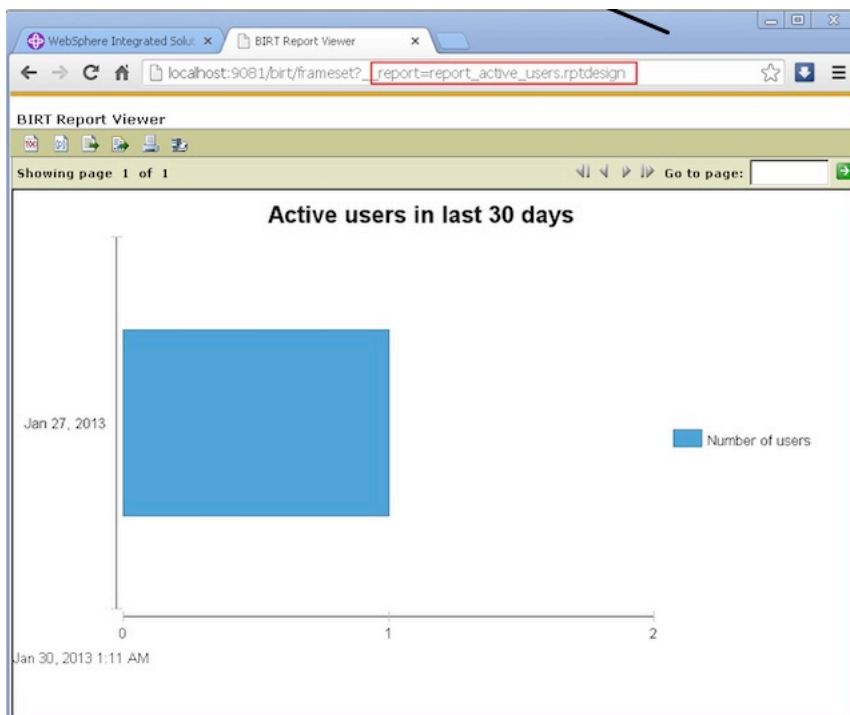 WebSphere Integrated Solut
BIRT Report Viewer
localhost:9081/birt/frameset?__report=report_active_users.rptdesign
BIRT Report Viewer
Showing page 1 of 1
Go to page:
Active users in last 30 days
Jan 27, 2013
Number of users
0 1 2
Jan 30, 2013 1:11 AM